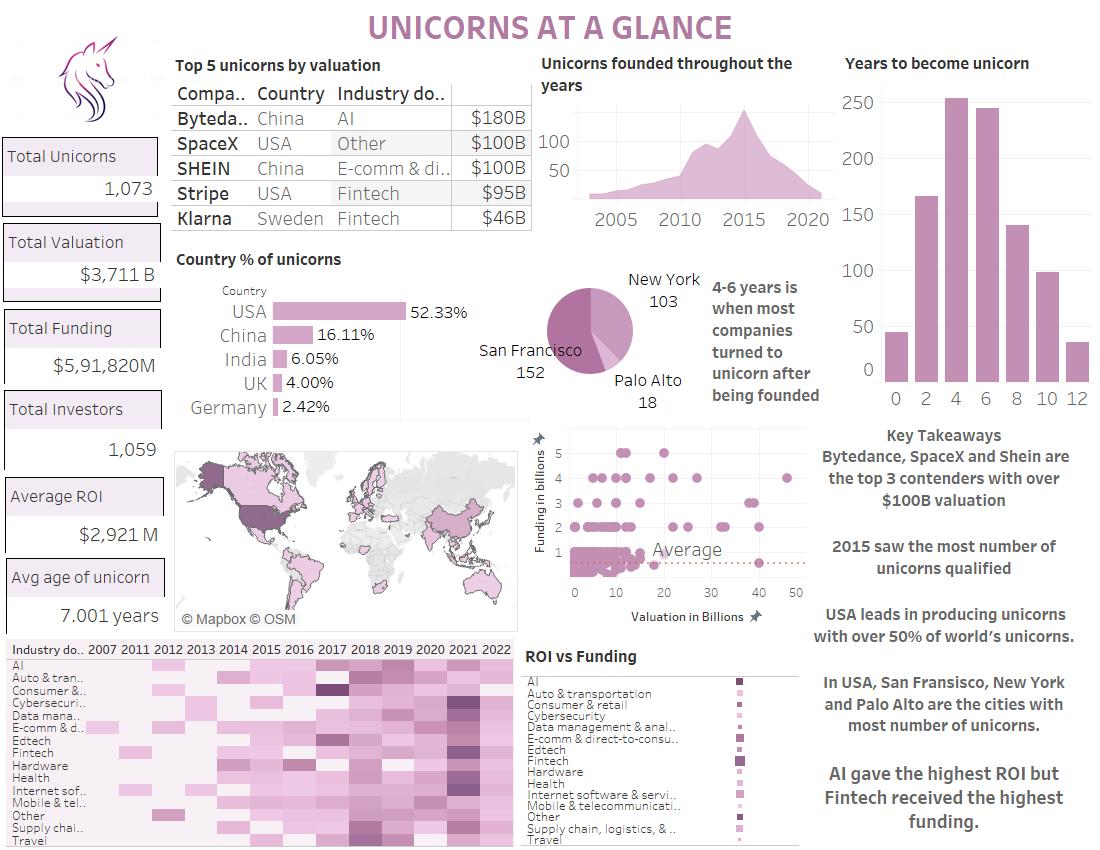 UNICORNS AT A GLANCE
Total Unicorns
1,073
Total Valuation
$3,711 B
Total Funding
$5,91,820M
Total Investors
1,059
Average ROI
$2,921 M
Avg age of unicorn
7.001 years
Top 5 unicorns by valuation
Compa.. Country Industry do..
Byteda.. China AI $180B
SpaceX USA Other $100B
SHEIN China E-comm & di.. $100B
Stripe USA Fintech $95B
Klarna Sweden Fintech $46B
Unicorns founded throughout the
years
100
50
2005 2010 2015 2020
Years to become unicorn
250
200
150
100
50
0
0 2 4 6 8 10 12
Country % of unicorns
Country
USA 52.33%
China 16.11%
India 6.05%
UK 4.00%
Germany 2.42%
New York
103
San Francisco
152
Palo Alto
18
4-6 years is
when most
companies
turned to
unicorn after
being founded
© Mapbox © OSM
Funding in billions
5
4
3
2
1
0
Average
0 10 20 30 40 50
Valuation in Billions
Key Takeaways
Bytedance, SpaceX and Shein are
the top 3 contenders with over
$100B valuation
2015 saw the most number of
unicorns qualified
USA leads in producing unicorns
with over 50% of world's unicorns.
In USA, San Fransisco, New York
and Palo Alto are the cities with
most number of unicorns.
AI gave the highest ROI but
Fintech received the highest
funding.
Industry do.. 2007 2011 2012 2013 2014 2015 2016 2017 2018 2019 2020 2021 2022
AI
Auto & tran..
Consumer &..
Cybersecuri..
Data mana..
E-comm & d..
Edtech
Fintech
Hardware
Health
Internet sof..
Mobile & tel..
Other
Supply chai..
Travel
ROI vs Funding
AI
Auto & transportation
Consumer & retail
Cybersecurity
Data management & anal..
E-comm & direct-to-consu..
Edtech
Fintech
Hardware
Health
Internet software & servi..
Mobile & telecommunicati..
Other
Supply chain, logistics, & ..
Travel